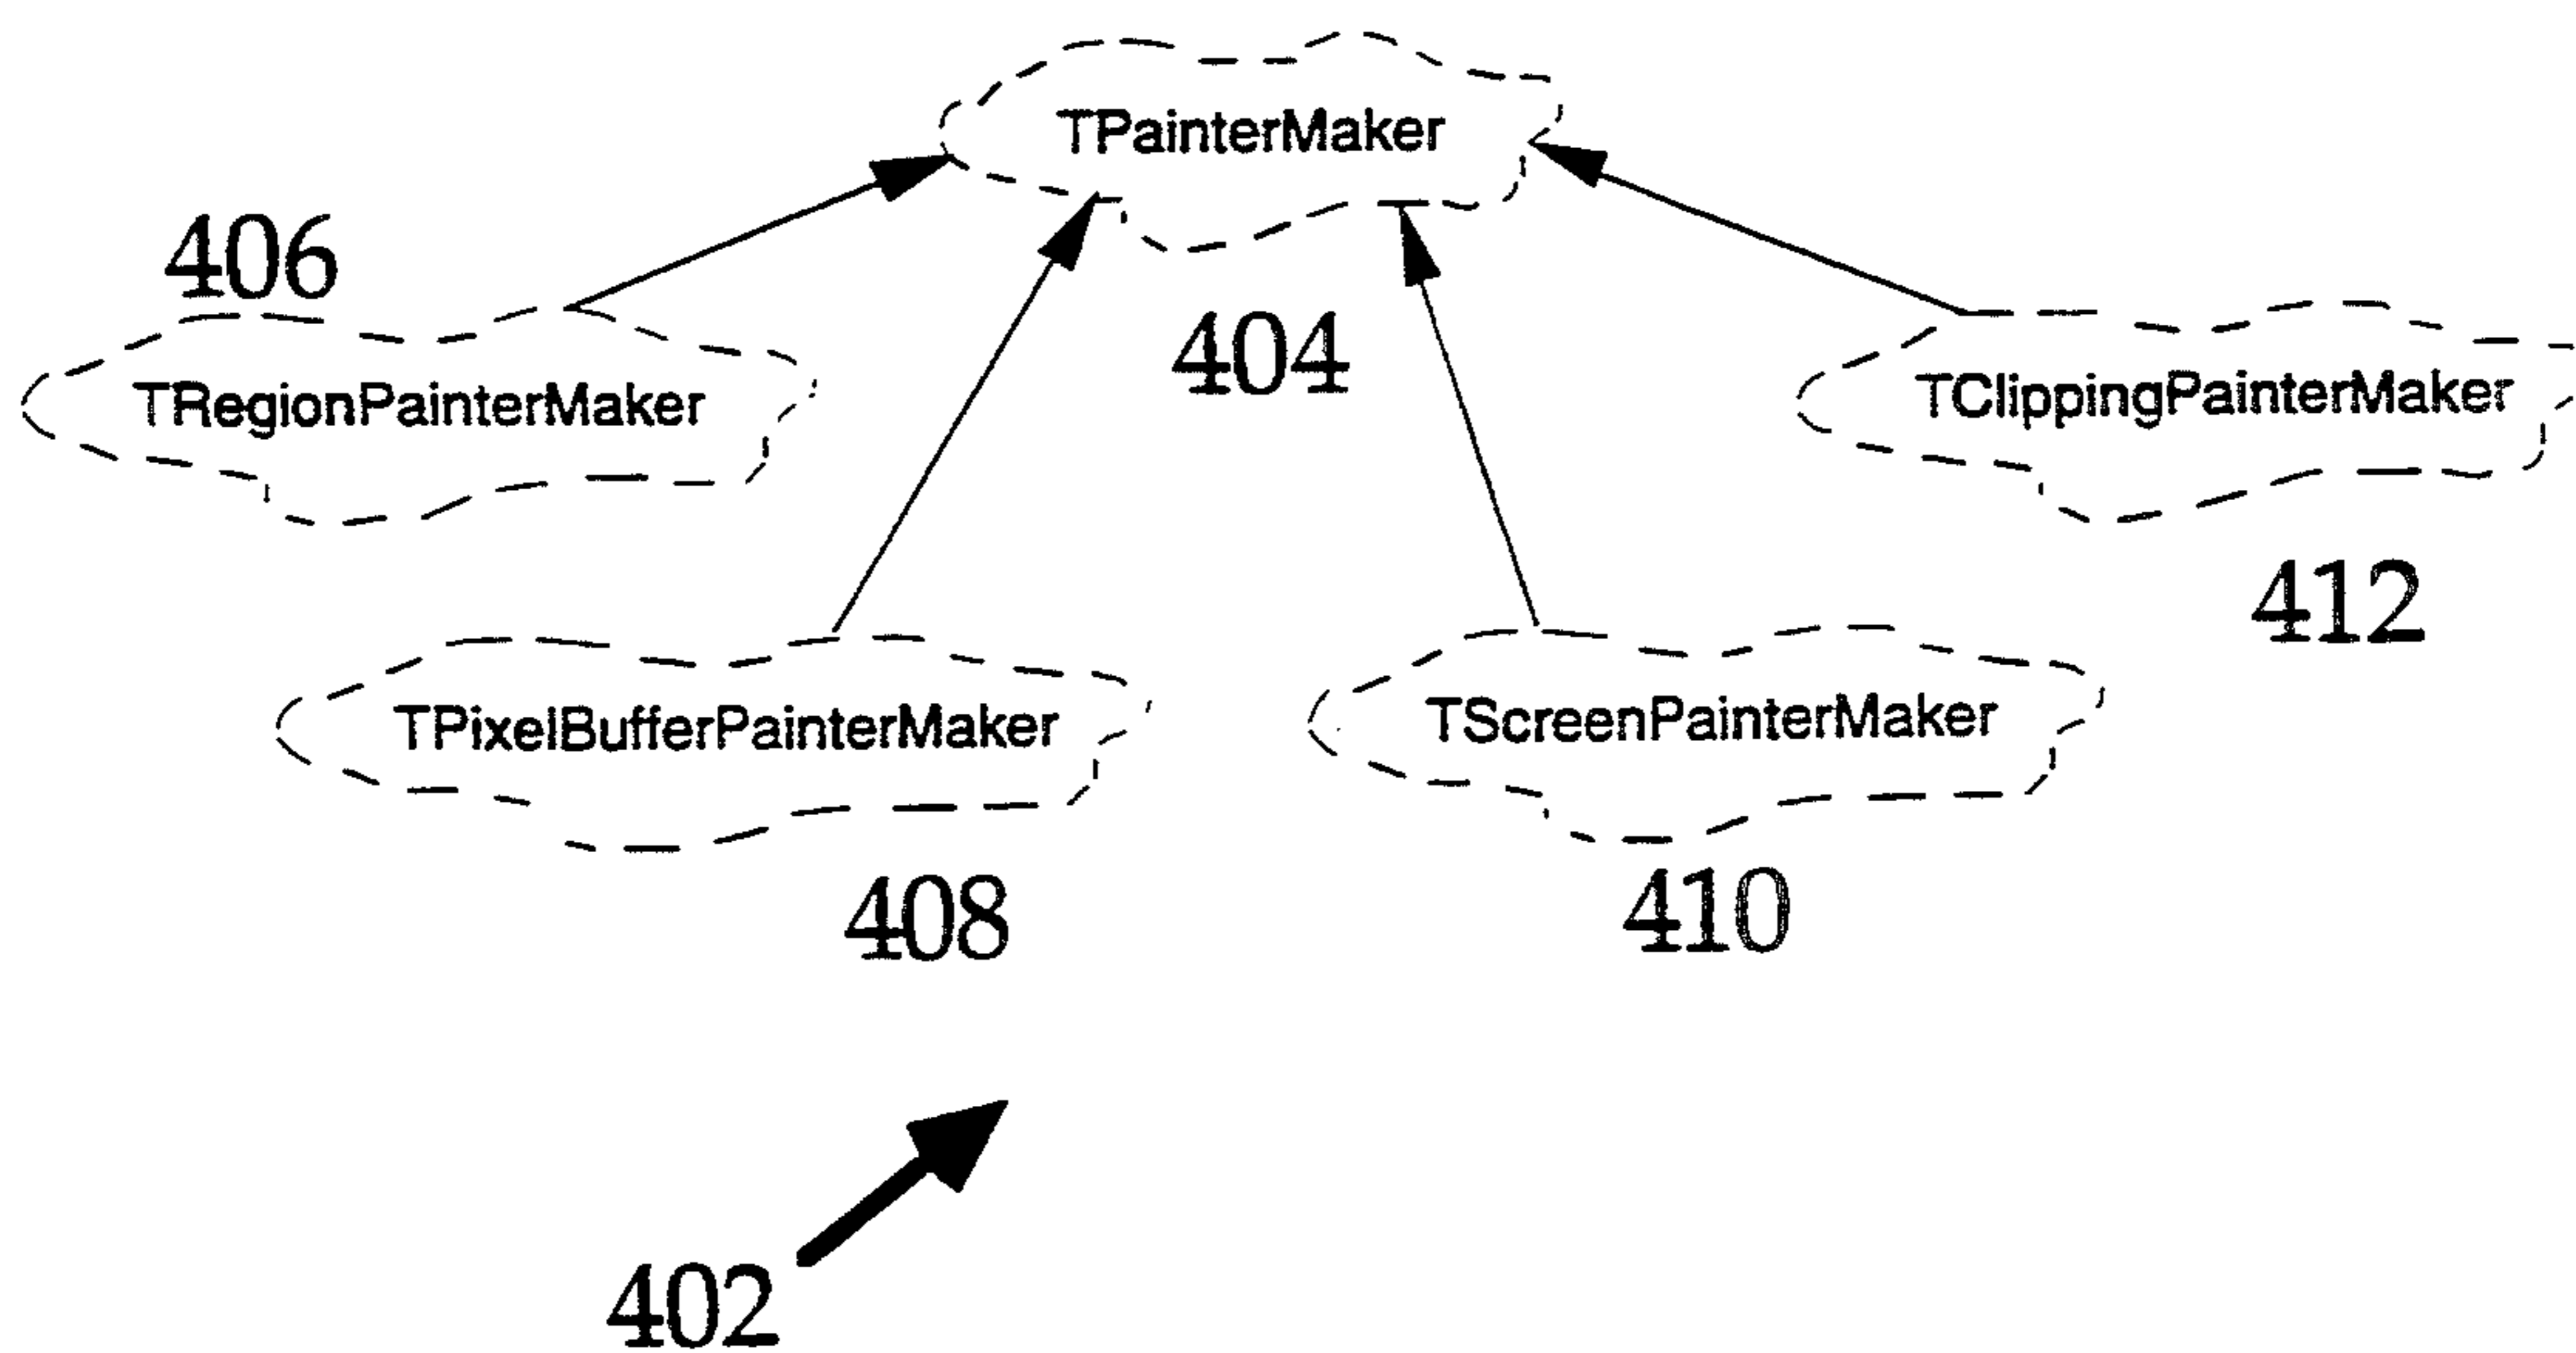 TPainterMaker
406
404
TRegionPainterMaker
TClippingPainterMaker
412
TPixelBufferPainterMaker
TScreenPainterMaker
408
410
402